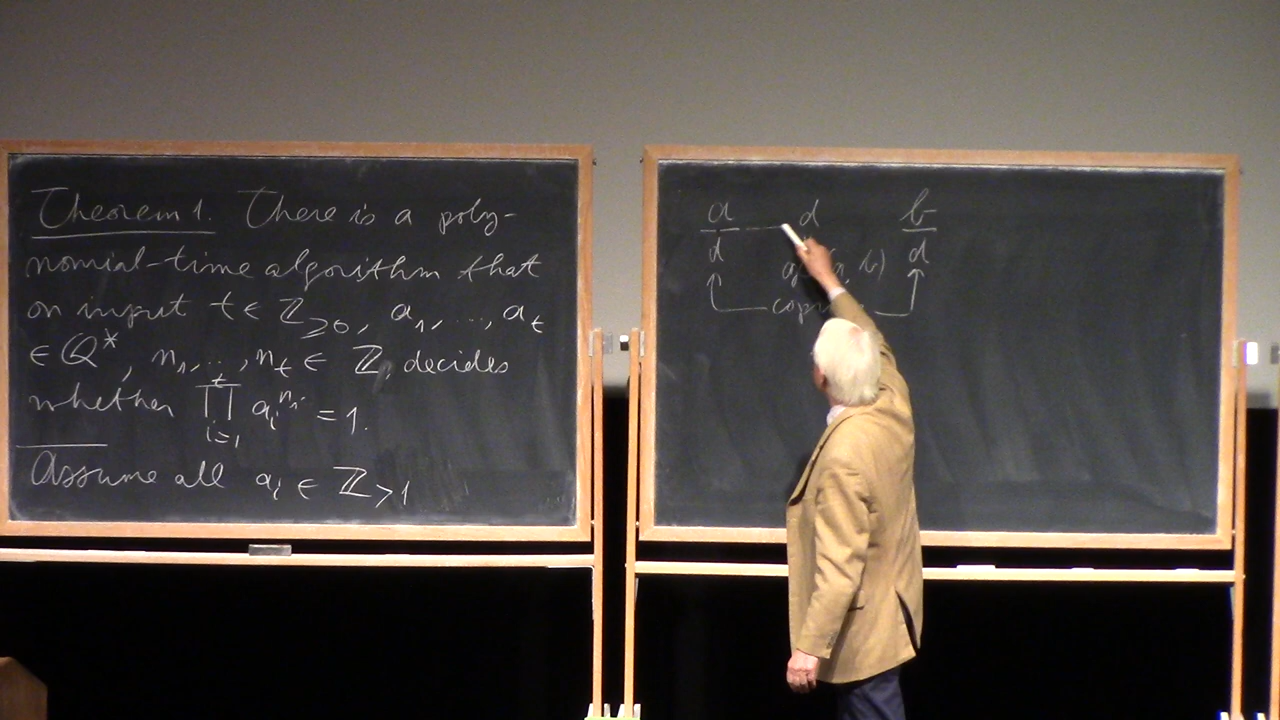 Theorem 1. There is a poly-
nomial-time algorithm that
on input t ∈ ℤ≥0, a1, ..., at
∈ ℚ*, n1, .., nt ∈ ℤ, decides
whether ∏_{i=1}^{t} ai^{ni} = 1.
Assume all ai ∈ ℤ>1
a — d b
d b) d